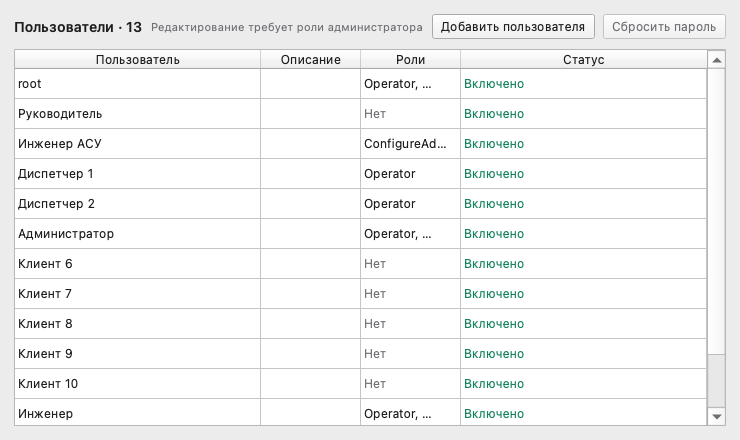 Пользователи · 13 Редактирование требует роли администратора Добавить пользователя Сбросить пароль
Пользователь Описание Роли Статус
root Operator, ... Включено
Руководитель Нет Включено
Инженер АСУ ConfigureAd... Включено
Диспетчер 1 Operator Включено
Диспетчер 2 Operator Включено
Администратор Operator, ... Включено
Клиент 6 Нет Включено
Клиент 7 Нет Включено
Клиент 8 Нет Включено
Клиент 9 Нет Включено
Клиент 10 Нет Включено
Инженер Operator, ... Включено